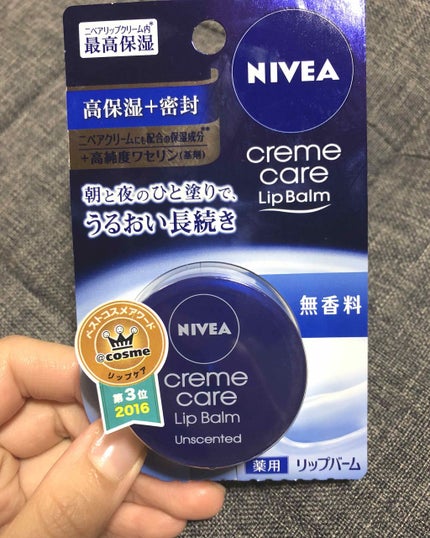 ニベアリップクリーム内*
最高保湿
NIVEA
高保湿+密封
ニベアクリームにも配合の保湿成分**
+高純度ワセリン(基剤)
creme
care
Lip Balm
朝と夜のひと塗りで、
うるおい長続き
無香料
ベストコスメアワード
@cosme
リップケア
第3位
2016
NIVEA
creme
care
Lip Balm
Unscented
薬用 リップバーム